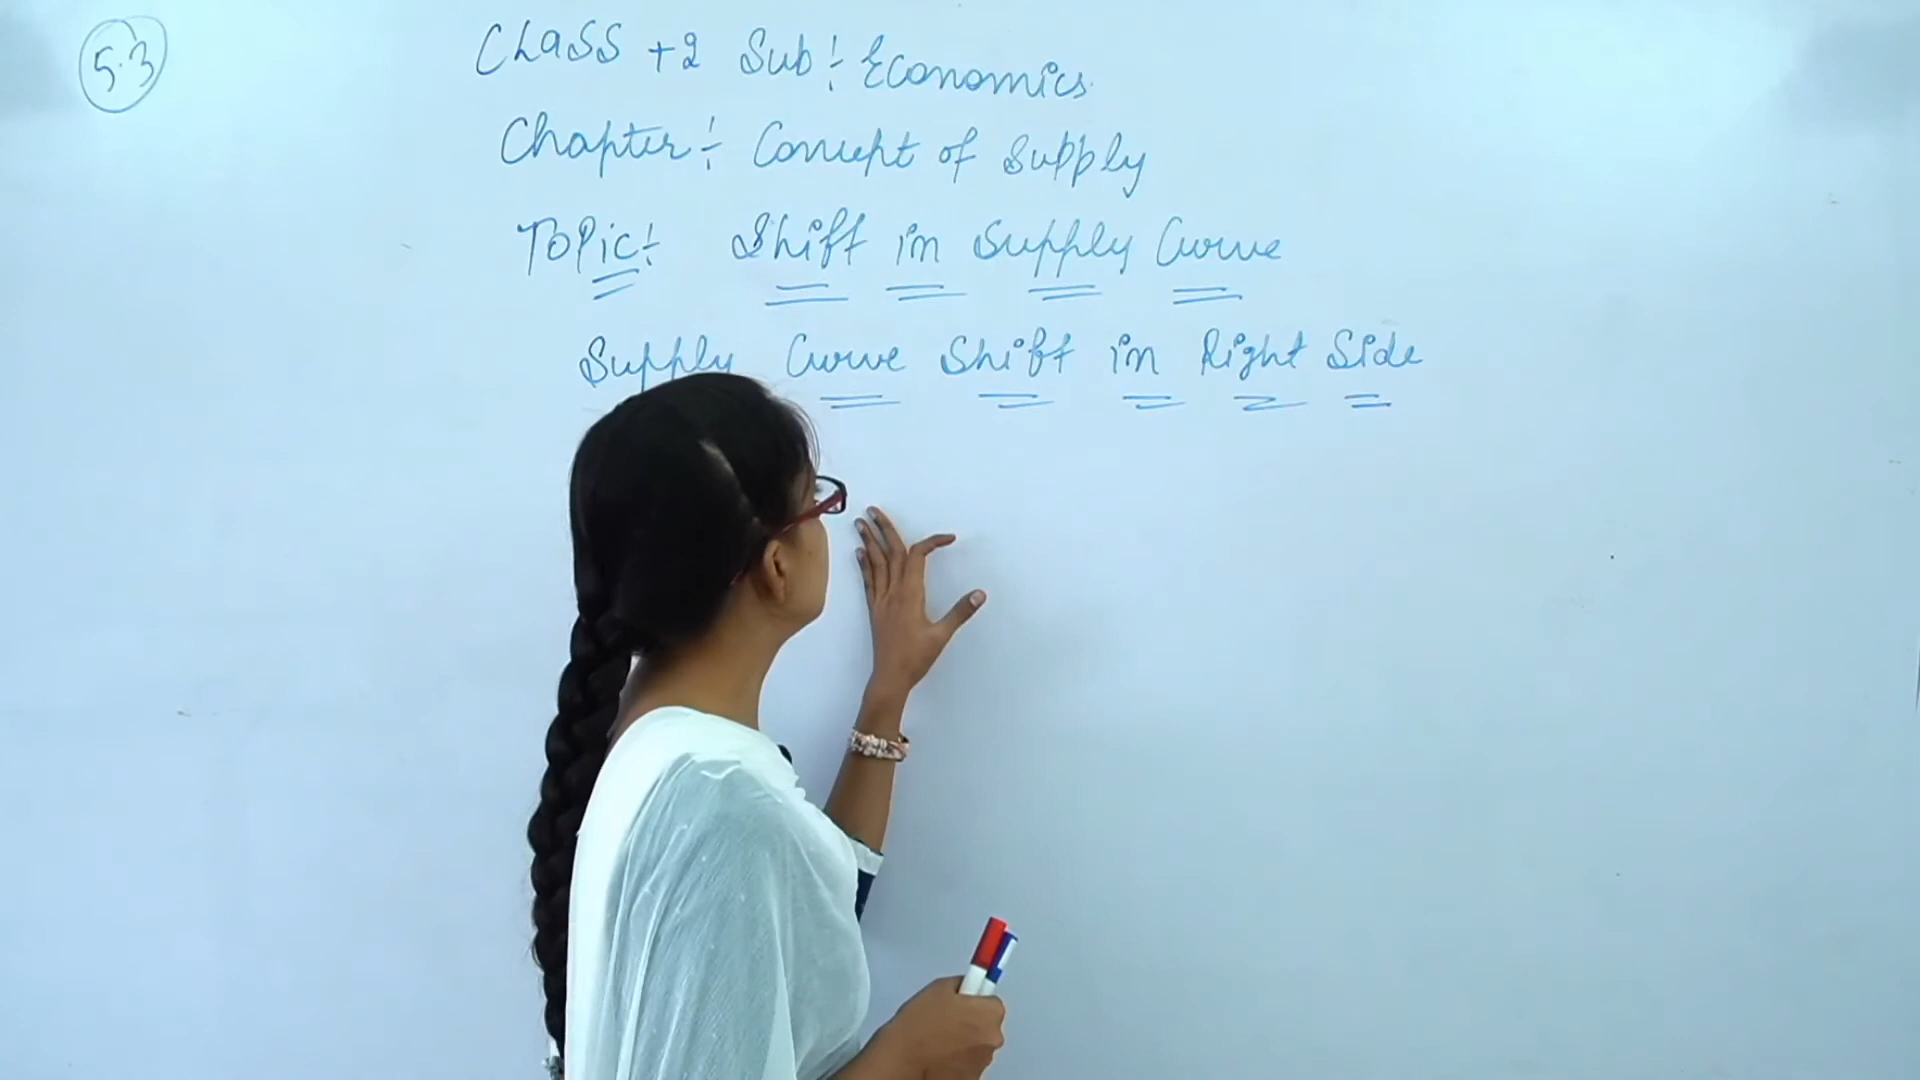 5.3
Class +2 Sub:- Economics
Chapter:- Concept of Supply
Topic:- Shift in Supply Curve
Supply Curve Shift in Right Side